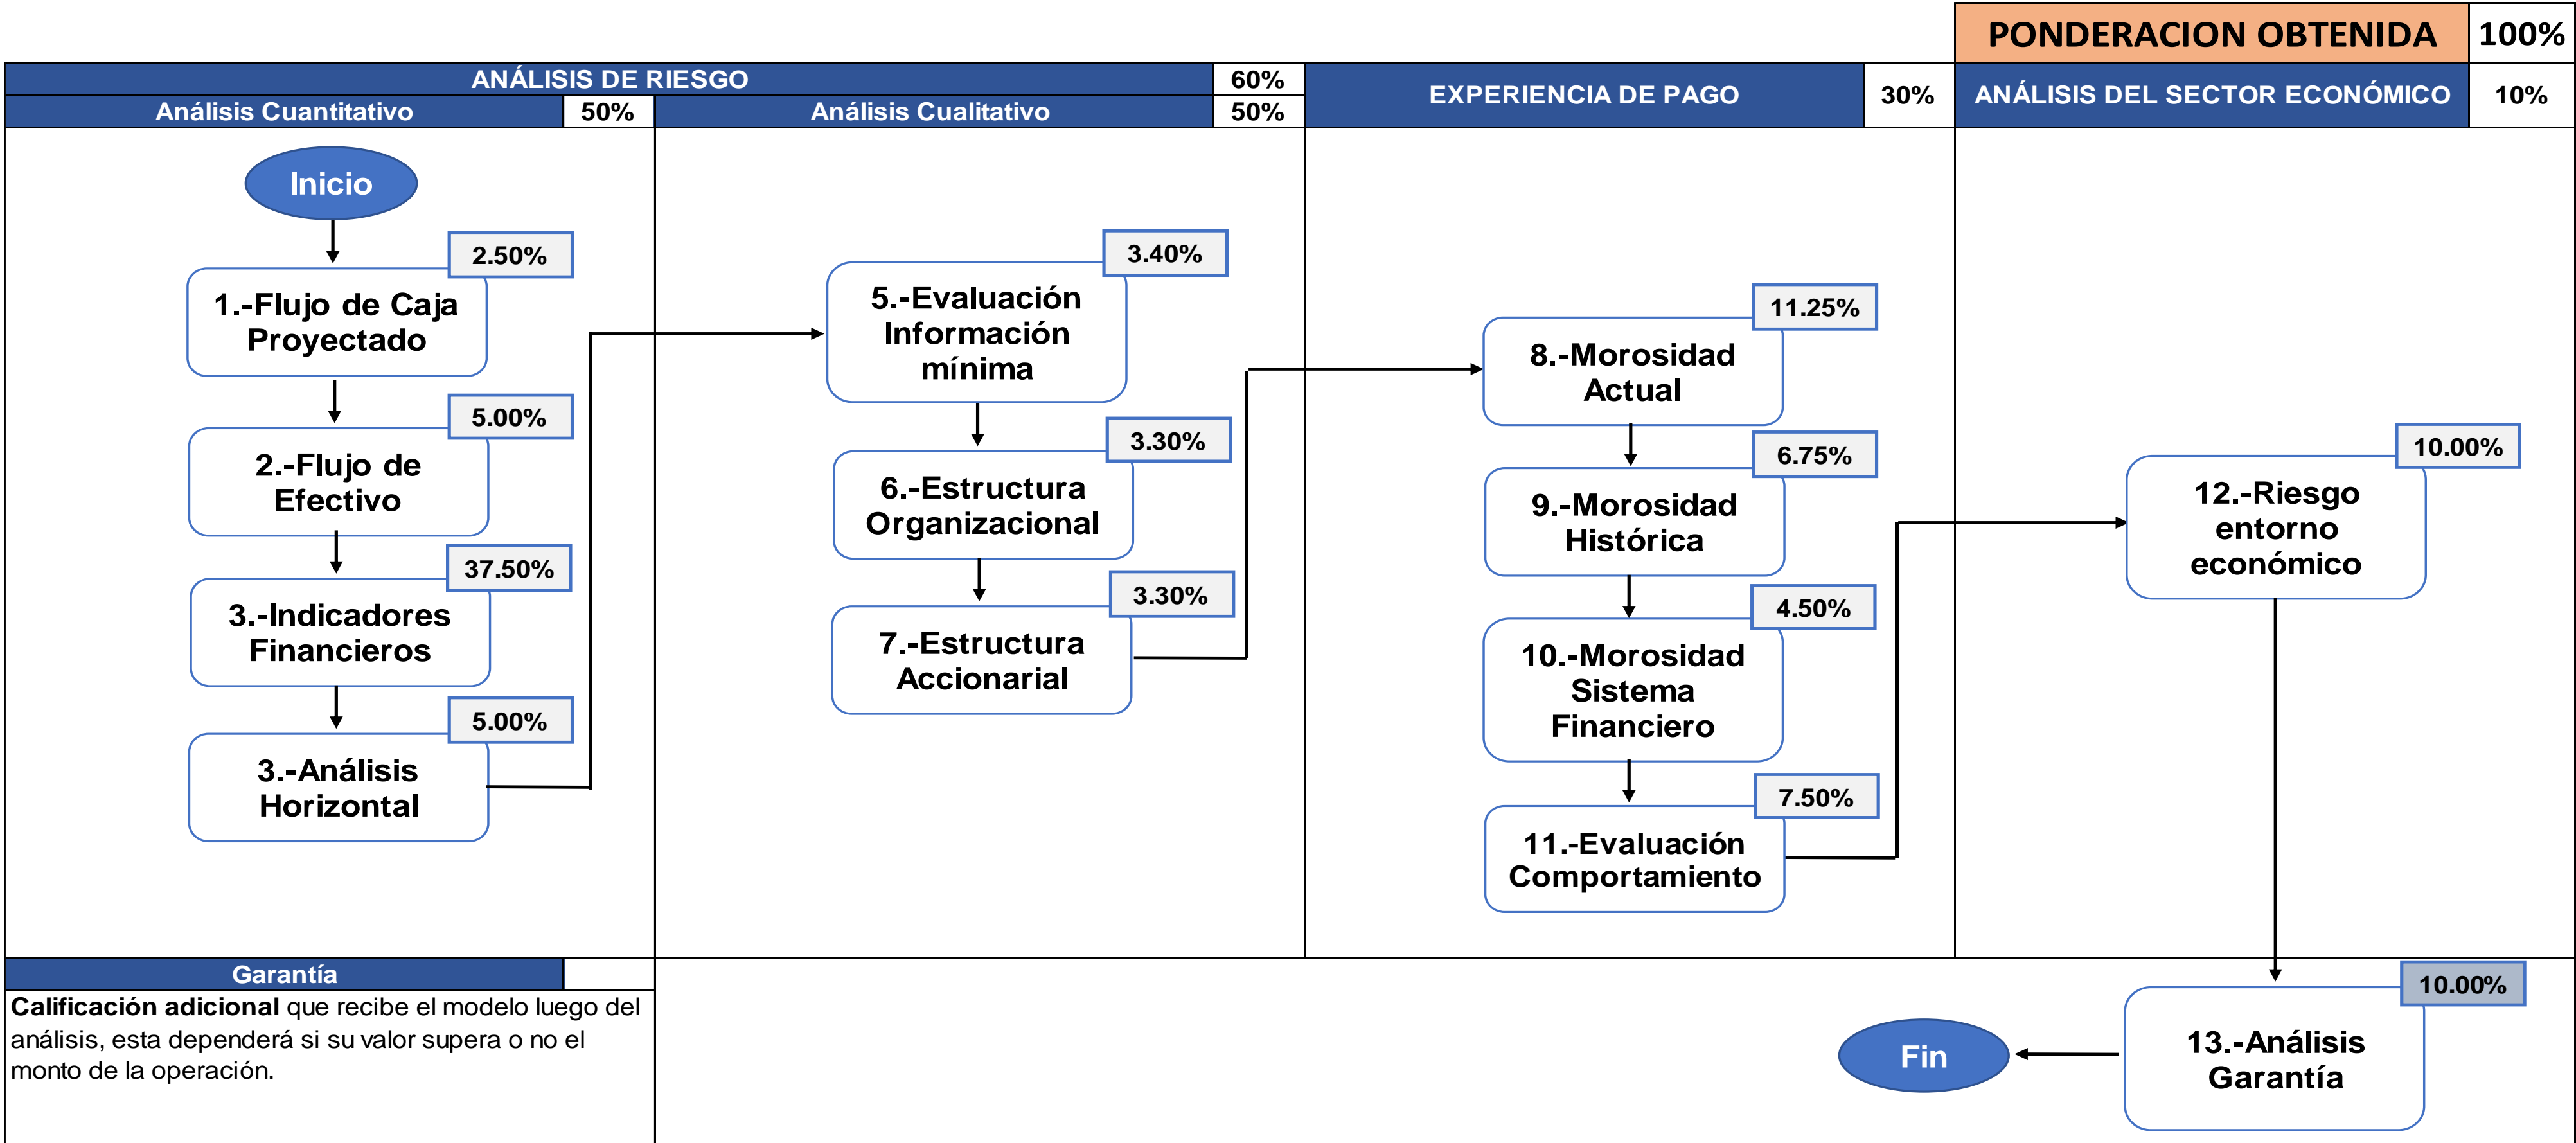 PONDERACION OBTENIDA 100%
ANÁLISIS DE RIESGO 60%
Análisis Cuantitativo 50% Análisis Cualitativo 50%
EXPERIENCIA DE PAGO 30%
ANÁLISIS DEL SECTOR ECONÓMICO 10%
Inicio
2.50%
1.-Flujo de Caja
Proyectado
5.00%
2.-Flujo de
Efectivo
37.50%
3.-Indicadores
Financieros
5.00%
3.-Análisis
Horizontal
3.40%
5.-Evaluación
Información
mínima
3.30%
6.-Estructura
Organizacional
3.30%
7.-Estructura
Accionarial
11.25%
8.-Morosidad
Actual
6.75%
9.-Morosidad
Histórica
4.50%
10.-Morosidad
Sistema
Financiero
7.50%
11.-Evaluación
Comportamiento
10.00%
12.-Riesgo
entorno
económico
Garantía
Calificación adicional que recibe el modelo luego del
análisis, esta dependerá si su valor supera o no el
monto de la operación.
10.00%
13.-Análisis
Garantía
Fin